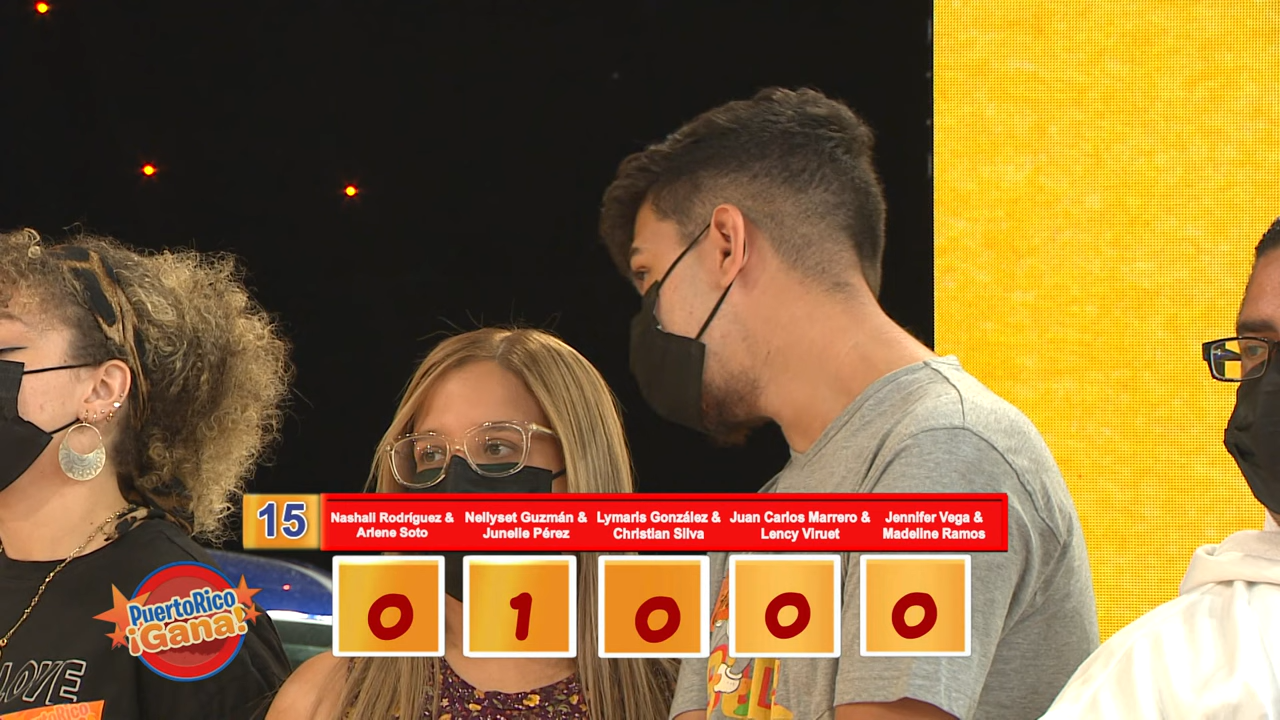 15
Nashali Rodríguez &
Arlene Soto
Nellyset Guzmán &
Junelle Pérez
Lymaris González &
Christian Silva
Juan Carlos Marrero &
Lency Viruet
Jennifer Vega &
Madeline Ramos
0
1
0
0
0
PuertoRico
¡Gana!
LOVE
PuertoRico